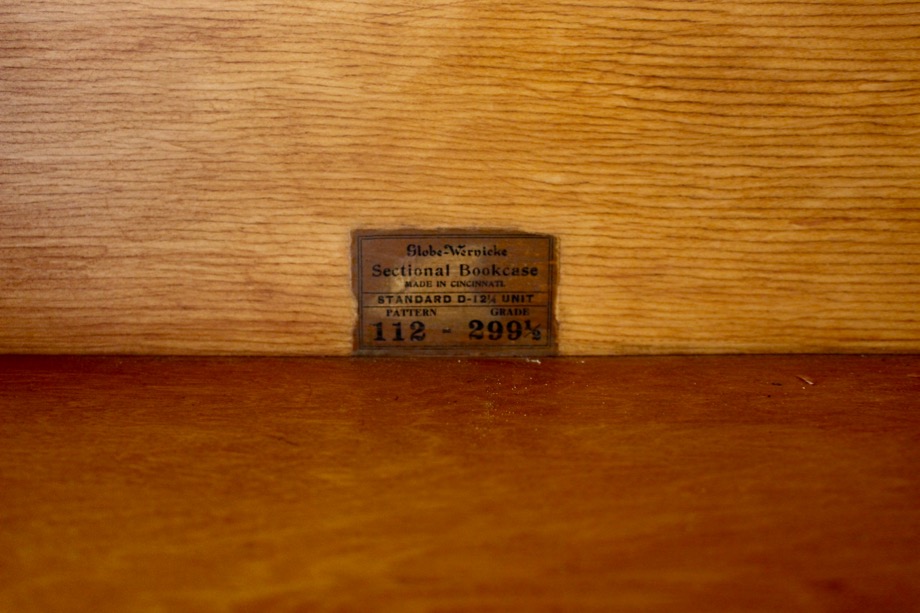 Globe-Wernicke
Sectional Bookcase
MADE IN CINCINNATI.
STANDARD D-12¼ UNIT
PATTERN GRADE
112 - 299½